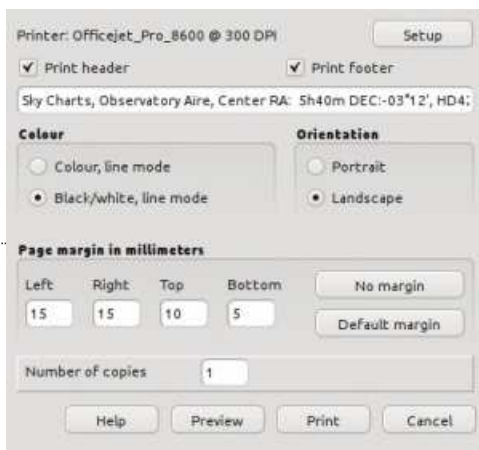 Printer: Officejet_Pro_8600 @ 300 DPI Setup
Print header Print footer
Sky Charts, Observatory Aire, Center RA: 5h40m DEC:-03°12', HD4
Colour Orientation
Colour, line mode Portrait
Black/white, line mode Landscape
Page margin in millimeters
Left Right Top Bottom No margin
15 15 10 5 Default margin
Number of copies 1
Help Preview Print Cancel